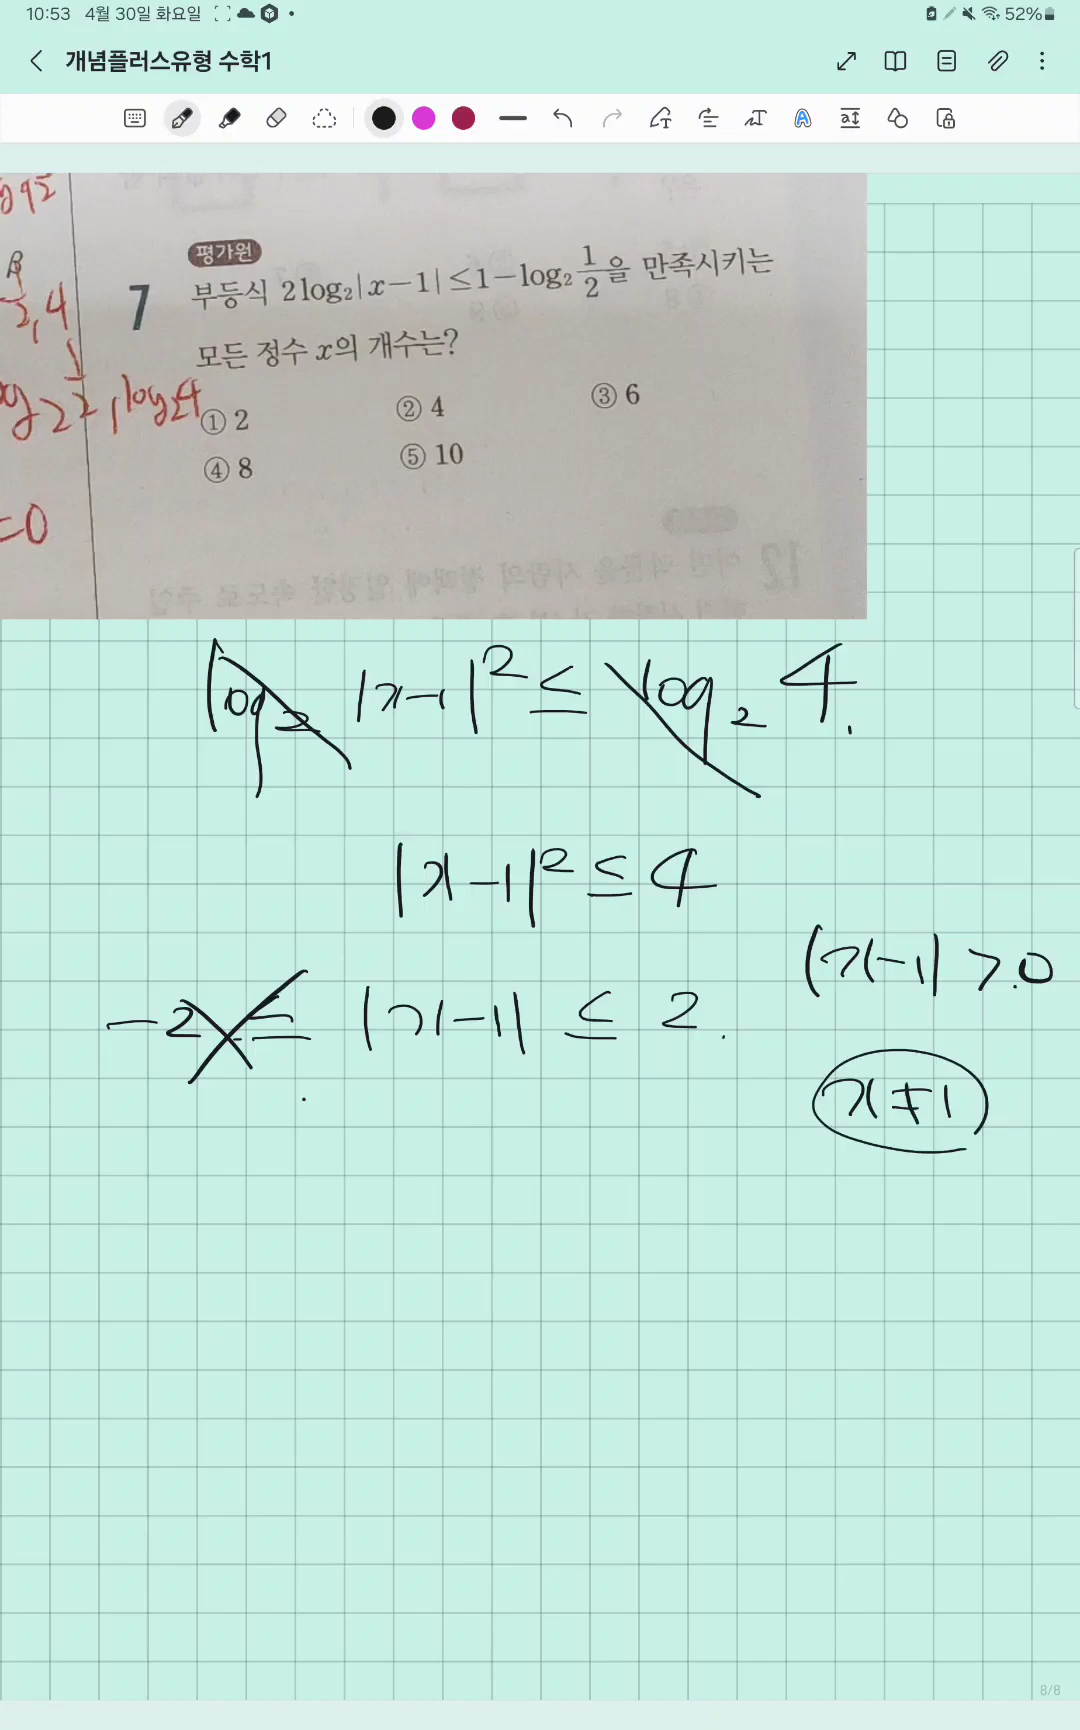 10:53 4월 30일 화요일 52%
개념플러스유형 수학1
평가원
7 부등식 2log₂|x-1|≤1-log₂ 1/2 을 만족시키는
모든 정수 x의 개수는?
① 2 ② 4 ③ 6
④ 8 ⑤ 10
, 4
, log₂4
=0
log₂ |x-1|² ≤ log₂ 4.
|x-1|² ≤ 4
|x-1| > 0
-2 ≤ |x-1| ≤ 2.
x≠1
8/8